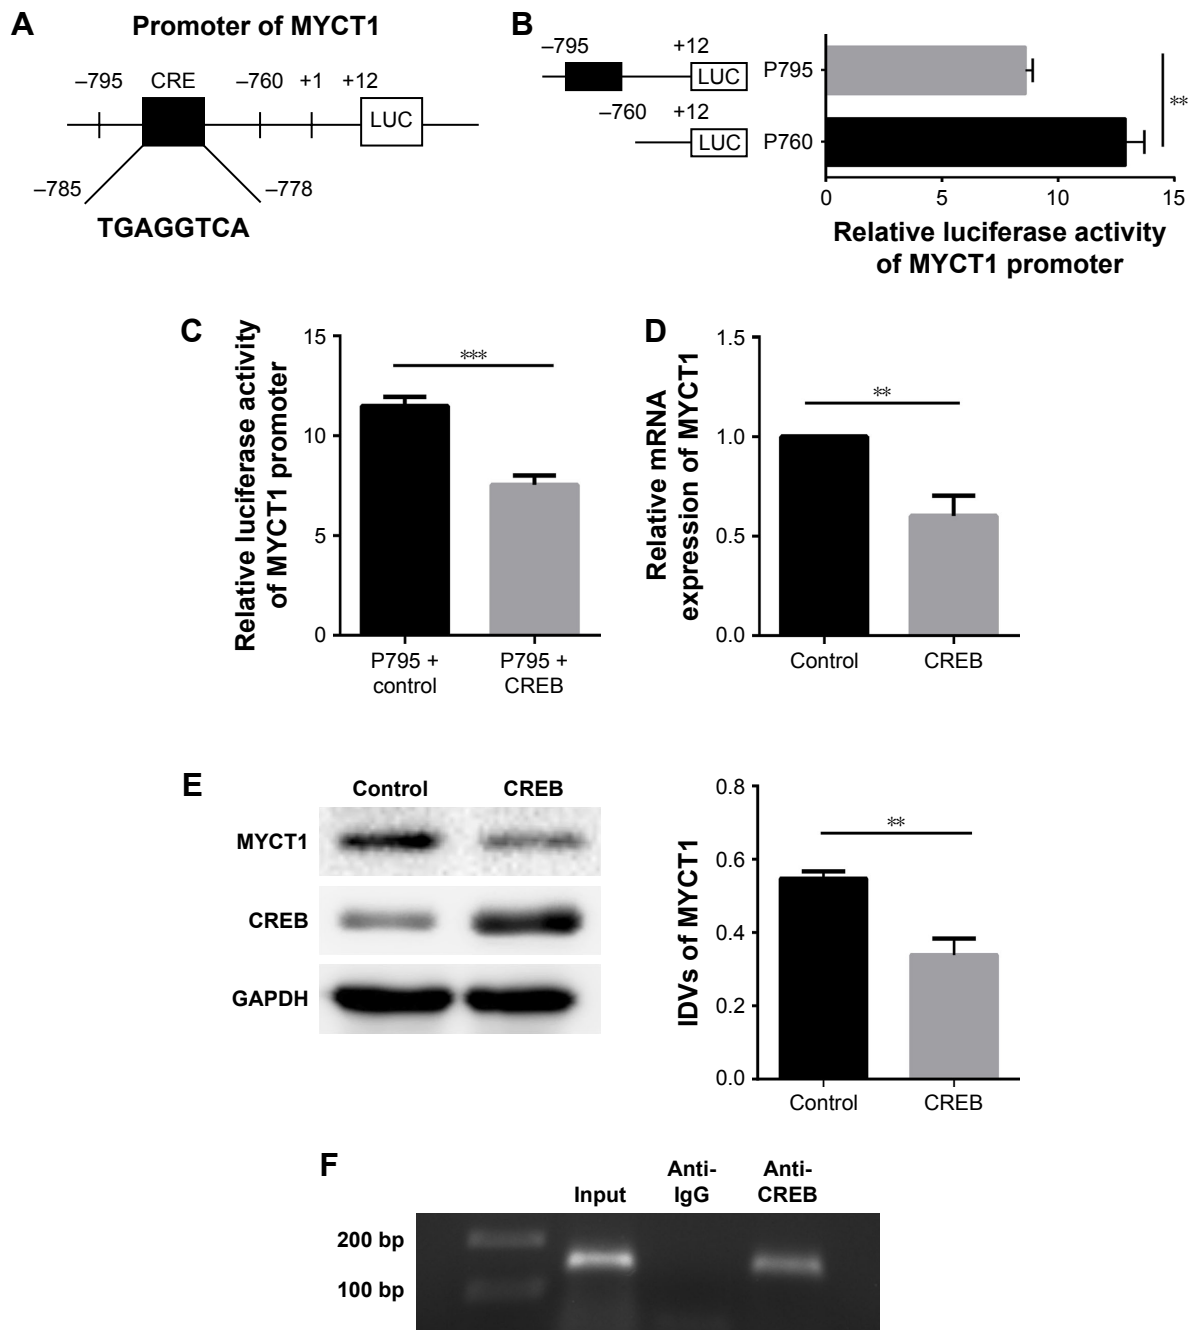 A
Promoter of MYCT1
–795
CRE
–760
+1
+12
LUC
–785
–778
TGAGGTCA
B
–795
+12
LUC
P795
–760
+12
LUC
P760
**
0
5
10
15
Relative luciferase activity
of MYCT1 promoter
C
Relative luciferase activity
of MYCT1 promoter
15
10
5
0
***
P795 +
control
P795 +
CREB
D
Relative mRNA
expression of MYCT1
1.5
1.0
0.5
0.0
**
Control
CREB
E
Control
CREB
MYCT1
CREB
GAPDH
IDVs of MYCT1
0.8
0.6
0.4
0.2
0.0
**
Control
CREB
F
Input
Anti-
IgG
Anti-
CREB
200 bp
100 bp